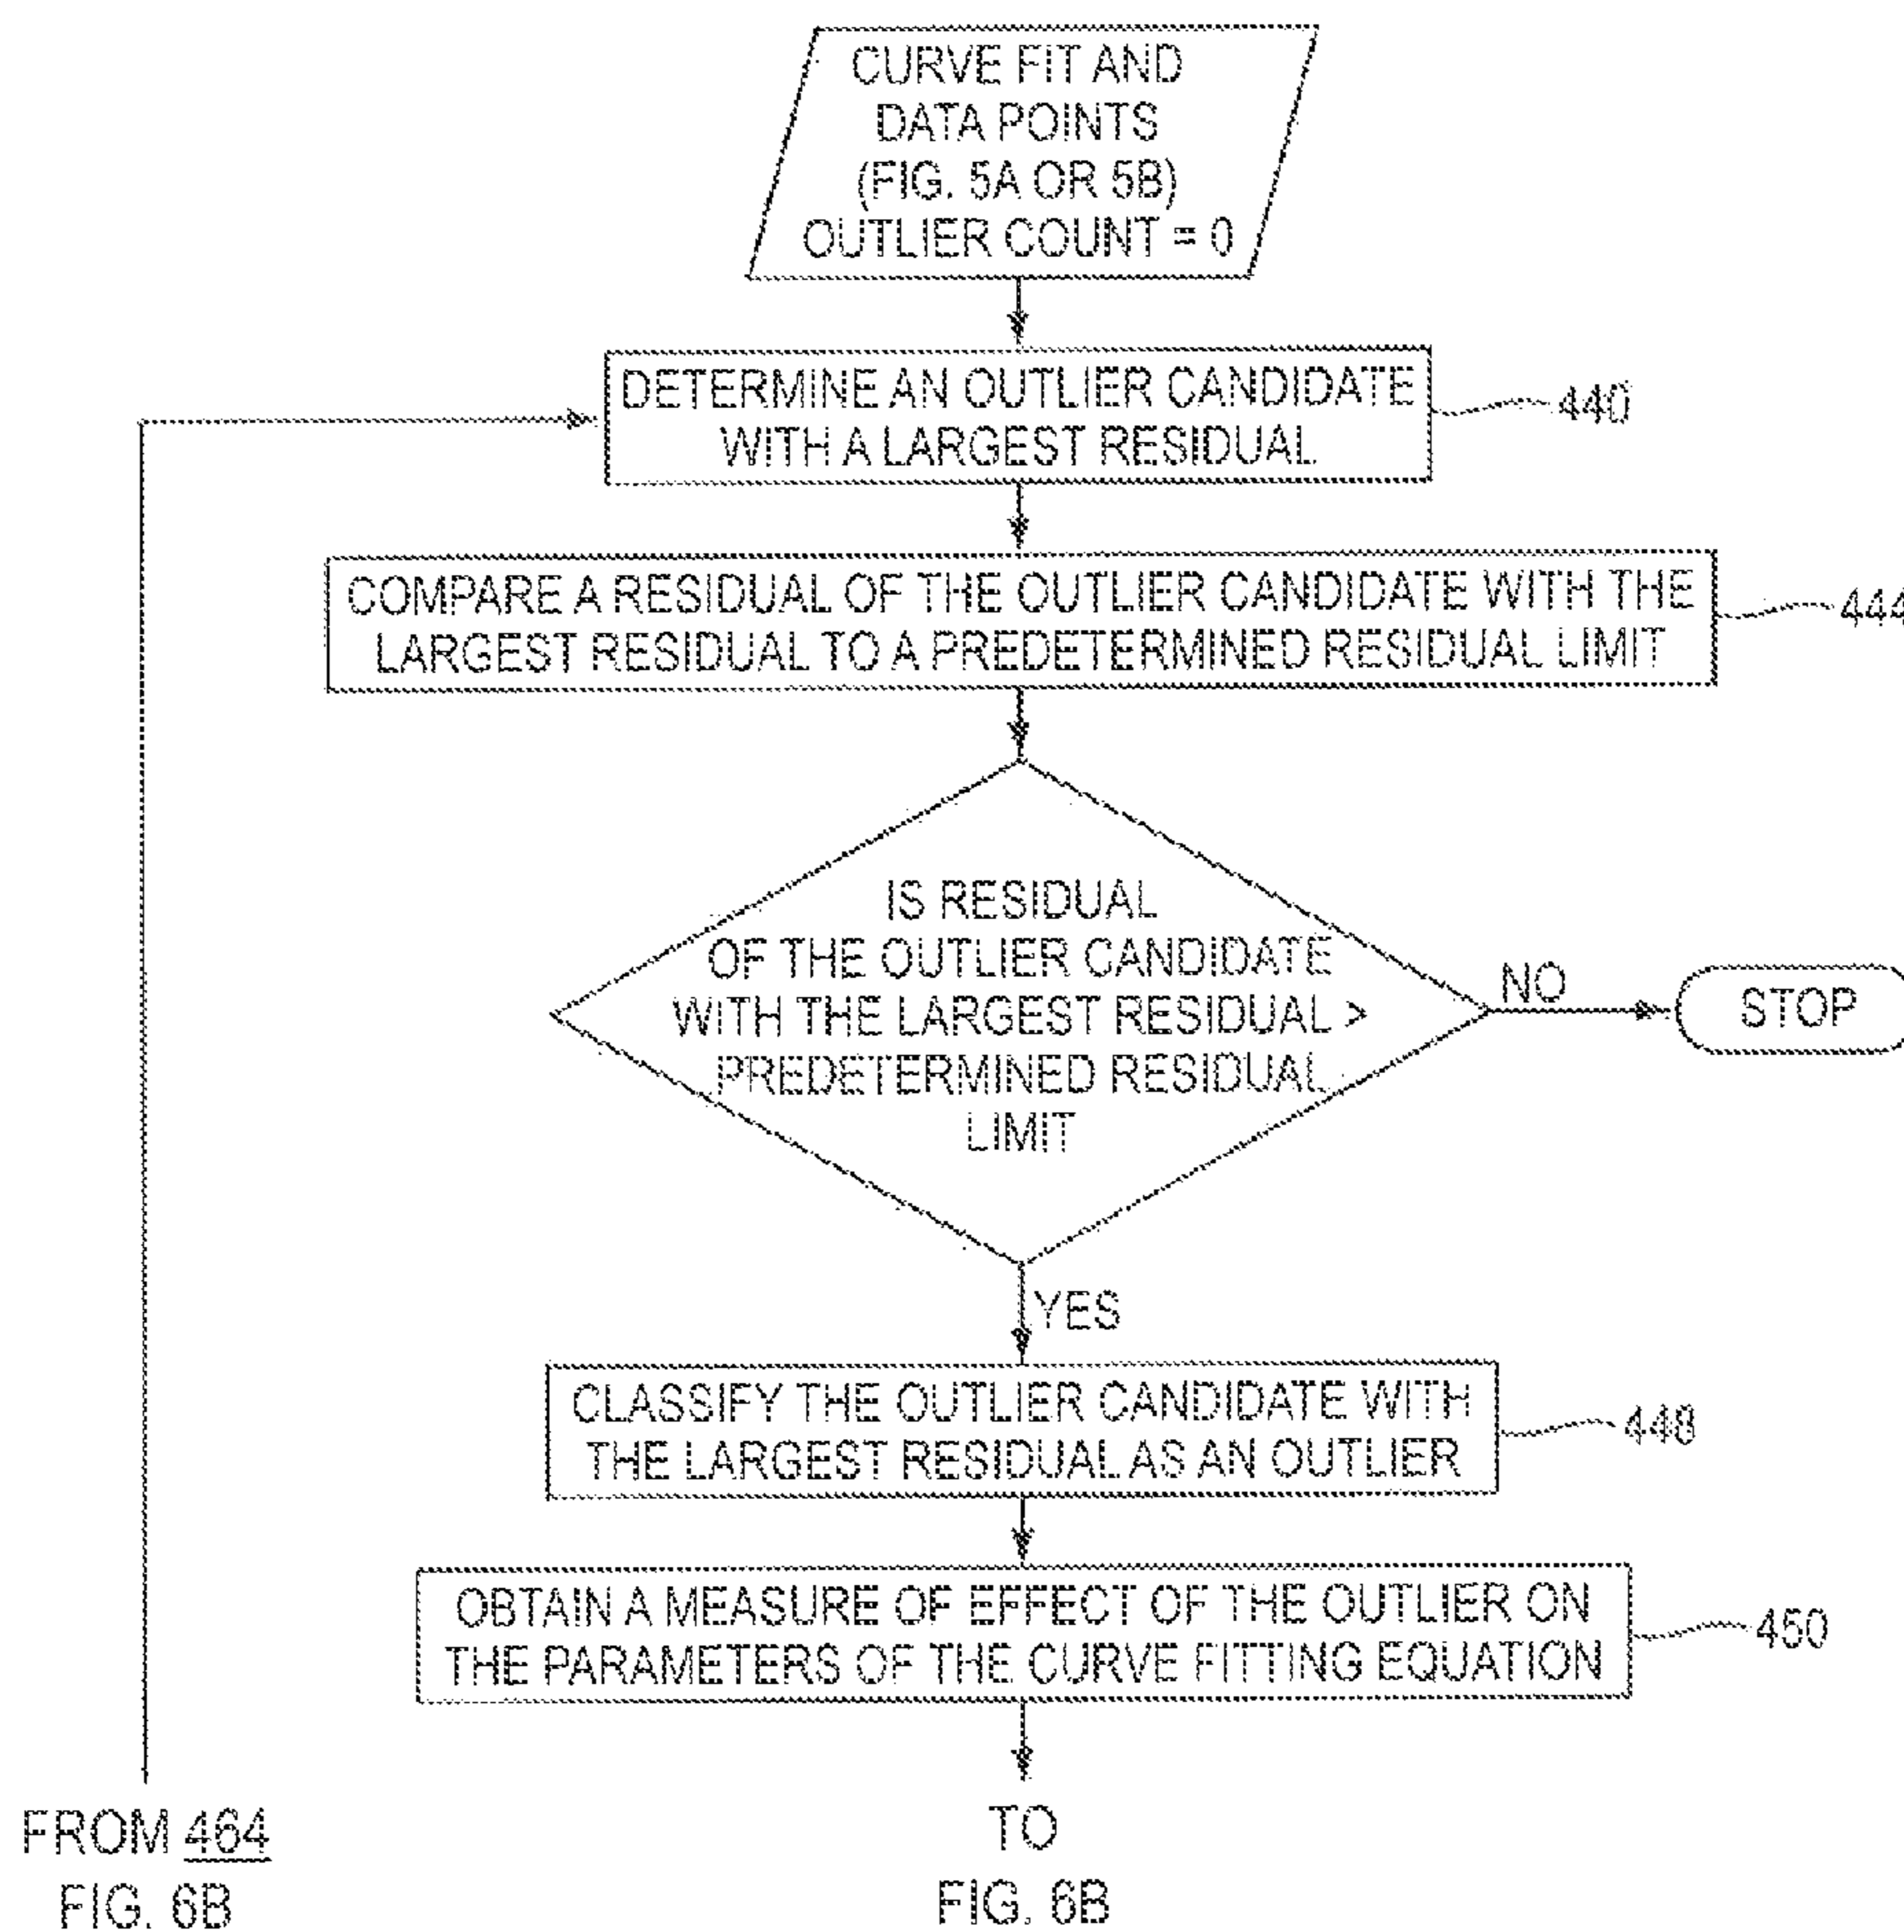 CURVE FIT AND
DATA POINTS
(FIG. 5A OR 5B)
OUTLIER COUNT = 0
DETERMINE AN OUTLIER CANDIDATE
WITH A LARGEST RESIDUAL
440
COMPARE A RESIDUAL OF THE OUTLIER CANDIDATE WITH THE
LARGEST RESIDUAL TO A PREDETERMINED RESIDUAL LIMIT
444
IS RESIDUAL
OF THE OUTLIER CANDIDATE
WITH THE LARGEST RESIDUAL >
PREDETERMINED RESIDUAL
LIMIT
NO
STOP
YES
CLASSIFY THE OUTLIER CANDIDATE WITH
THE LARGEST RESIDUAL AS AN OUTLIER
448
OBTAIN A MEASURE OF EFFECT OF THE OUTLIER ON
THE PARAMETERS OF THE CURVE FITTING EQUATION
450
FROM 464
FIG. 6B
TO
FIG. 6B